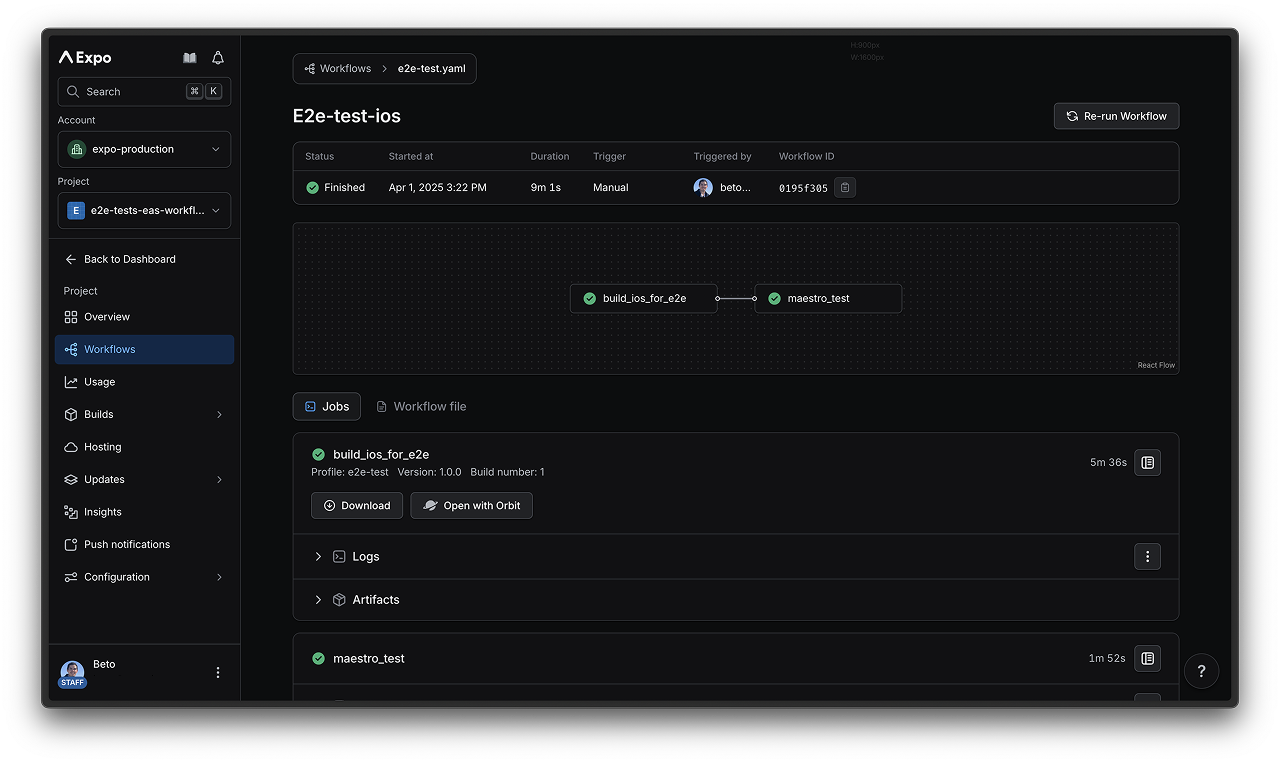 Expo
Search ⌘ K
Account
expo-production
Project
E e2e-tests-eas-workfl...
Back to Dashboard
Project
Overview
Workflows
Usage
Builds
Hosting
Updates
Insights
Push notifications
Configuration
Beto
STAFF
H:900px
W:1600px
Workflows > e2e-test.yaml
E2e-test-ios
Re-run Workflow
Status Started at Duration Trigger Triggered by Workflow ID
Finished Apr 1, 2025 3:22 PM 9m 1s Manual beto... 0195f305
build_ios_for_e2e
maestro_test
React Flow
Jobs
Workflow file
build_ios_for_e2e
Profile: e2e-test Version: 1.0.0 Build number: 1
5m 36s
Download
Open with Orbit
Logs
Artifacts
maestro_test
1m 52s
?